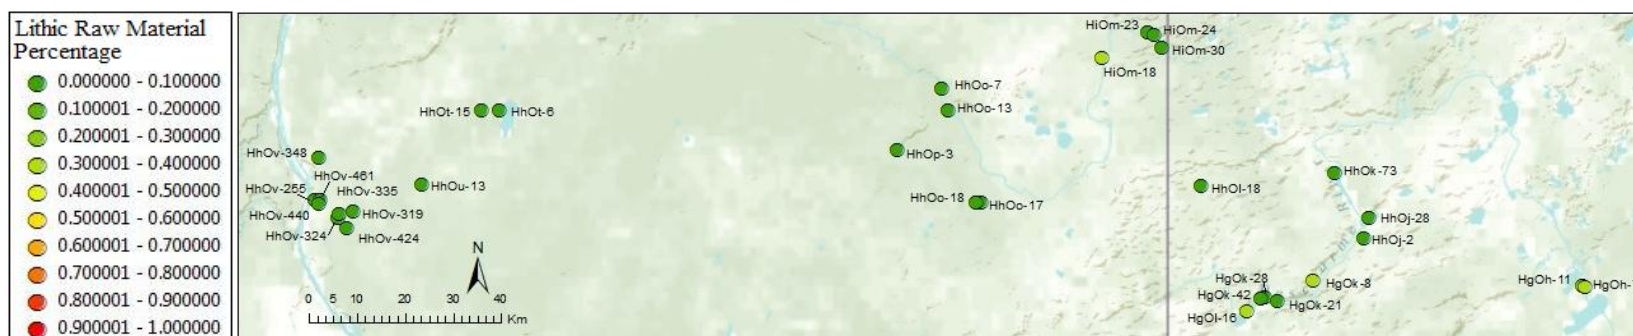 Lithic Raw Material
Percentage
0.000000 - 0.100000
0.100001 - 0.200000
0.200001 - 0.300000
0.300001 - 0.400000
0.400001 - 0.500000
0.500001 - 0.600000
0.600001 - 0.700000
0.700001 - 0.800000
0.800001 - 0.900000
0.900001 - 1.000000
HiOm-23
HiOm-24
HiOm-30
HiOm-18
HhOo-7
HhOt-15
HhOt-6
HhOo-13
HhOp-3
HhOv-348
HhOv-461
HhOk-73
HhOv-255
HhOv-335
HhOu-13
HhOl-18
HhOo-18
HhOo-17
HhOv-440
HhOv-319
HhOj-28
HhOv-324
HhOv-424
HhOj-2
N
HgOk-28
HgOk-8
HgOh-11
HgOk-42
HgOk-21
HgOl-16
0 5 10 20 30 40
Km